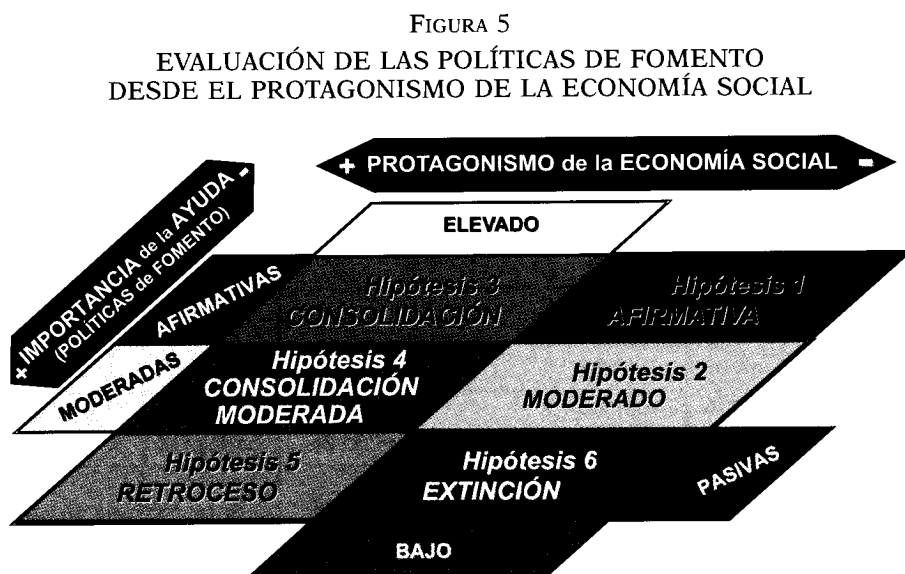 FIGURA 5
EVALUACIÓN DE LAS POLÍTICAS DE FOMENTO
DESDE EL PROTAGONISMO DE LA ECONOMÍA SOCIAL
+ PROTAGONISMO de la ECONOMÍA SOCIAL -
+ IMPORTANCIA de la AYUDA -
(POLÍTICAS de FOMENTO)
ELEVADO
AFIRMATIVAS
Hipótesis 3
CONSOLIDACIÓN
Hipótesis 1
AFIRMATIVA
MODERADAS
Hipótesis 4
CONSOLIDACIÓN
MODERADA
Hipótesis 2
MODERADO
Hipótesis 5
RETROCESO
Hipótesis 6
EXTINCIÓN
PASIVAS
BAJO